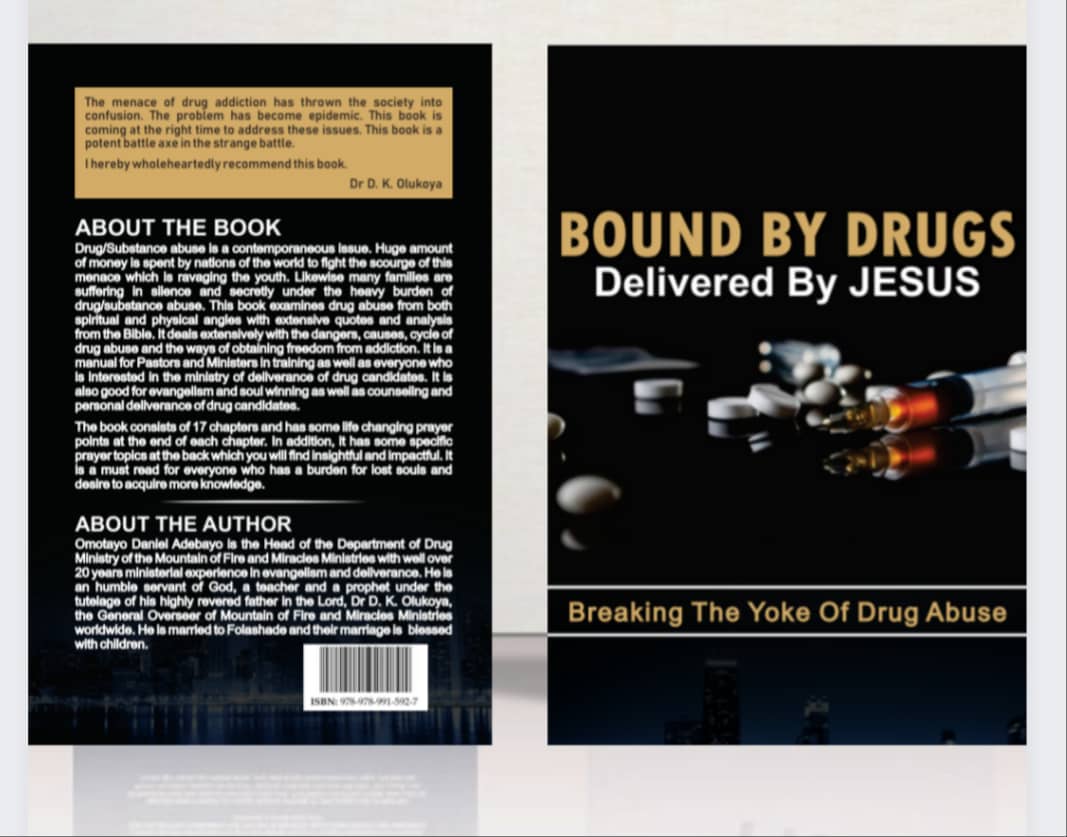 The menace of drug addiction has thrown the society into
confusion. The problem has become epidemic. This book is
coming at the right time to address these issues. This book is a
potent battle axe in the strange battle.
I hereby wholeheartedly recommend this book.
Dr D. K. Olukoya
ABOUT THE BOOK
Drug/Substance abuse is a contemporaneous issue. Huge amount
of money is spent by nations of the world to fight the scourge of this
menace which is ravaging the youth. Likewise many families are
suffering in silence and secretly under the heavy burden of
drug/substance abuse. This book examines drug abuse from both
spiritual and physical angles with extensive quotes and analysis
from the Bible. It deals extensively with the dangers, causes, cycle of
drug abuse and the ways of obtaining freedom from addiction. It is a
manual for Pastors and Ministers in training as well as everyone who
is interested in the ministry of deliverance of drug candidates. It is
also good for evangelism and soul winning as well as counseling and
personal deliverance of drug candidates.
The book consists of 17 chapters and has some life changing prayer
points at the end of each chapter. In addition, it has some specific
prayer topics at the back which you will find insightful and impactful. It
is a must read for everyone who has a burden for lost souls and
desire to acquire more knowledge.
ABOUT THE AUTHOR
Omotayo Daniel Adebayo is the Head of the Department of Drug
Ministry of the Mountain of Fire and Miracles Ministries with well over
20 years ministerial experience in evangelism and deliverance. He is
an humble servant of God, a teacher and a prophet under the
tutelage of his highly revered father in the Lord, Dr D. K. Olukoya,
the General Overseer of Mountain of Fire and Miracles Ministries
worldwide. He is married to Folashade and their marriage is blessed
with children.
ISBN: 978-978-991-592-7
BOUND BY DRUGS
Delivered By JESUS
Breaking The Yoke Of Drug Abuse